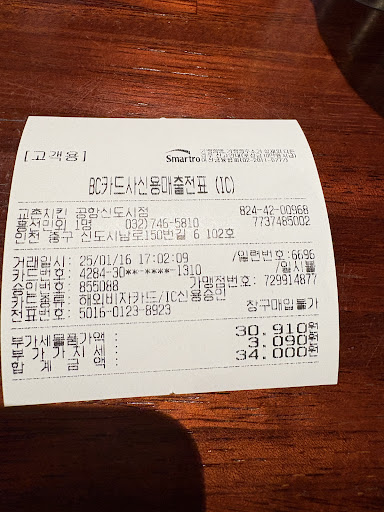 [고객용]
Smartro
BC카드사신용매출전표 (IC)
교촌치킨 공항신도시점 824-42-00968
홍선민외 1명 032)746-5810 7737485002
인천 중구 신도시남로150번길 6 102호
거래일시: 25/01/16 17:02:09 /일련번호:6696
카드번호: 4284-30**-****-1310 /할시불
승인번호: 855088 가맹점번호: 729914877
카드종류: 해외비자카드/IC신용승인
전표번호: 5016-0123-8923 창구매입불가
부가세물품가액 : 30,910원
부 가 가 치 세 : 3,090원
합 계 금 액 : 34,000원